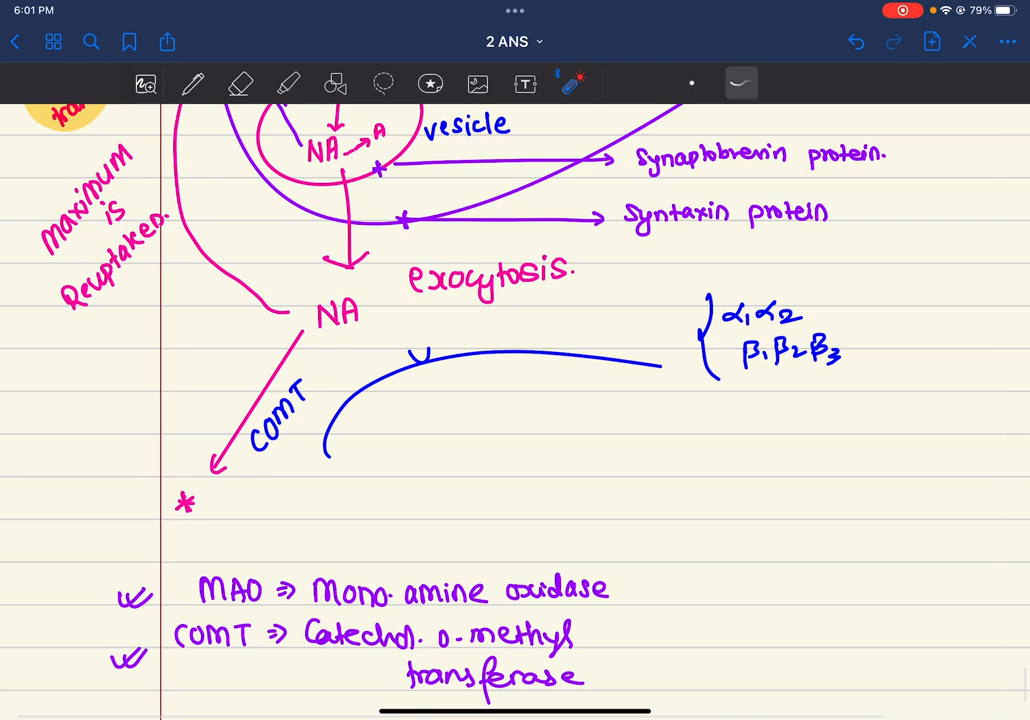 6:01 PM
79%
2 ANS
vesicle
NA → A
synaptobrevin protein.
syntaxin protein
Maximum
is
Reuptaken.
exocytosis.
NA
α1 α2
β1 β2 β3
COMT
*
MAO ⇒ Mono. amine oxidase
COMT ⇒ Catechol. o-methyl
transferase